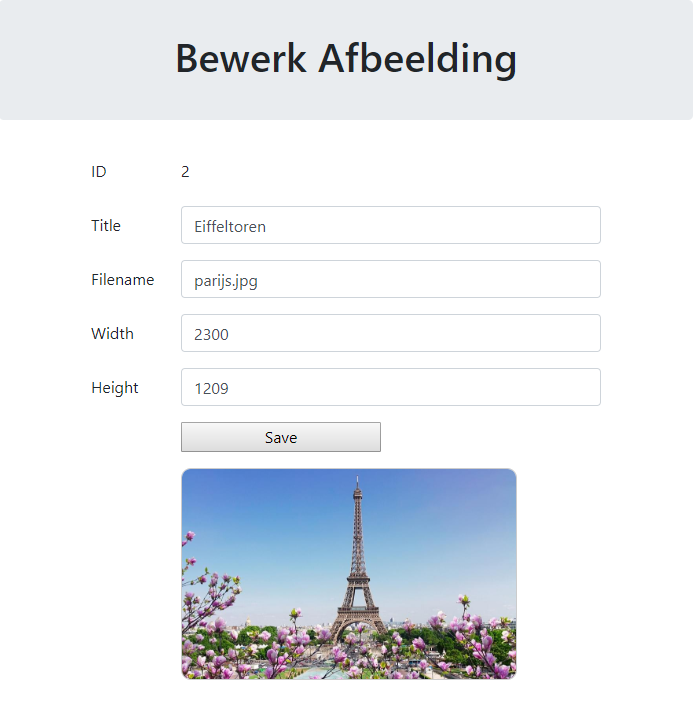 Bewerk Afbeelding
ID 2
Title Eiffeltoren
Filename parijs.jpg
Width 2300
Height 1209
Save